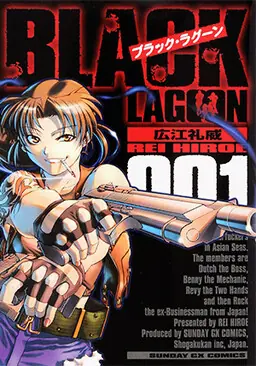 BLACK
ブラック・ラグーン
LAGOON
広江礼威
REI HIROE
001
in Asian Seas,
The members are
Dutch the Boss,
Benny the Mechanic,
Revy the Two Hands
and then Rock
the ex-Businessman from Japan!
Presented by REI HIROE
Produced by SUNDAY GX COMICS,
Shogakukan inc, Japan.
SUNDAY GX COMICS